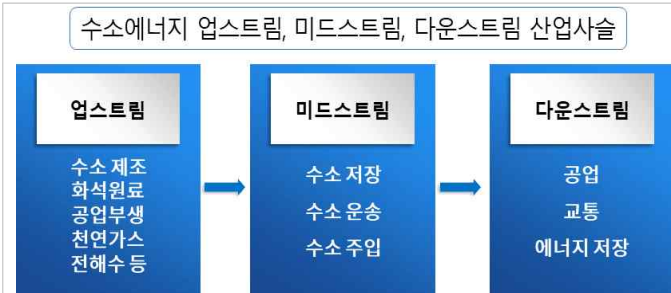 수소에너지 업스트림, 미드스트림, 다운스트림 산업사슬
업스트림
수소 제조
화석원료
공업부생
천연가스
전해수 등
미드스트림
수소 저장
수소 운송
수소 주입
다운스트림
공업
교통
에너지 저장